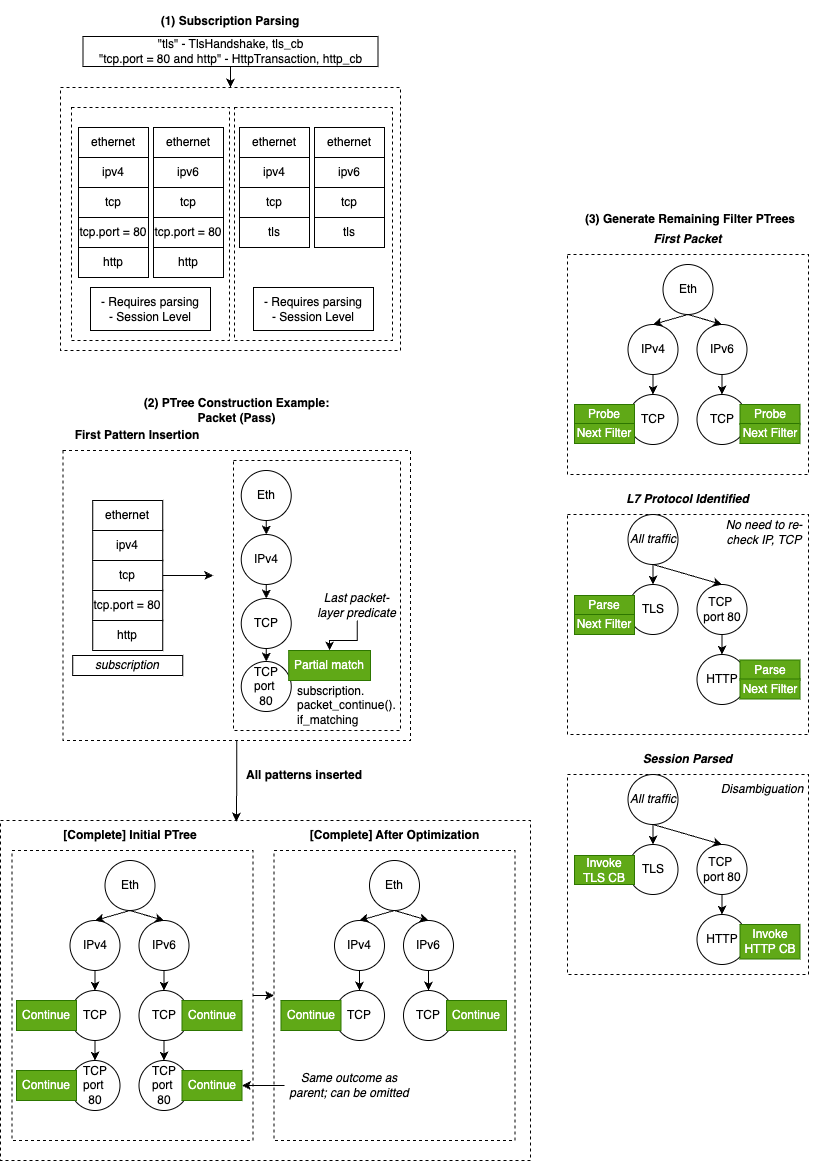 (1) Subscription Parsing
"tls" - TlsHandshake, tls_cb
"tcp.port = 80 and http" - HttpTransaction, http_cb
ethernet
ipv4
tcp
tcp.port = 80
http
ethernet
ipv6
tcp
tcp.port = 80
http
- Requires parsing
- Session Level
ethernet
ipv4
tcp
tls
ethernet
ipv6
tcp
tls
- Requires parsing
- Session Level
(2) PTree Construction Example:
Packet (Pass)
First Pattern Insertion
ethernet
ipv4
tcp
tcp.port = 80
http
subscription
Eth
IPv4
TCP
TCP
port
80
Last packet-
layer predicate
Partial match
subscription.
packet_continue().
if_matching
All patterns inserted
[Complete] Initial PTree
Eth
IPv4
IPv6
Continue
TCP
TCP
Continue
Continue
TCP
port
80
TCP
port
80
Continue
Same outcome as
parent; can be omitted
[Complete] After Optimization
Eth
IPv4
IPv6
Continue
TCP
TCP
Continue
(3) Generate Remaining Filter PTrees
First Packet
Eth
IPv4
IPv6
Probe
Next Filter
TCP
TCP
Probe
Next Filter
L7 Protocol Identified
All traffic
No need to re-
check IP, TCP
Parse
Next Filter
TLS
TCP
port 80
HTTP
Parse
Next Filter
Session Parsed
All traffic
Disambiguation
Invoke
TLS CB
TLS
TCP
port 80
HTTP
Invoke
HTTP CB